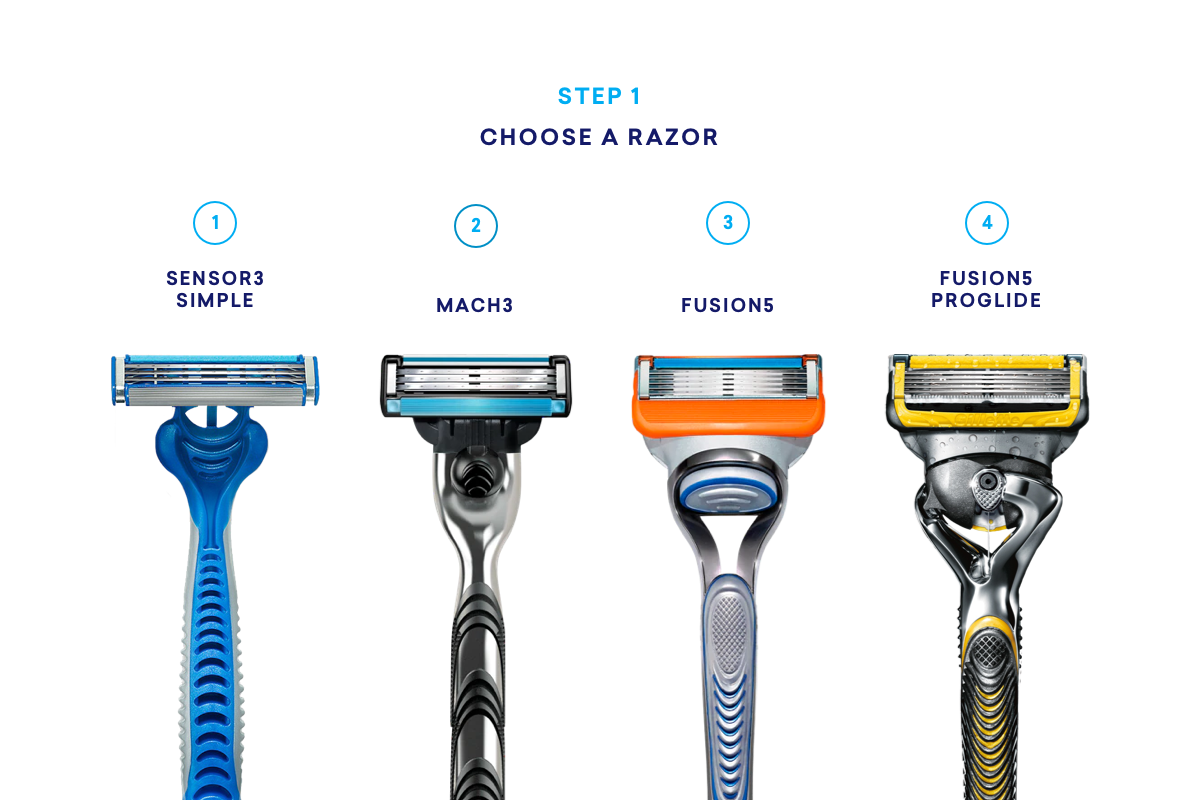 STEP 1
CHOOSE A RAZOR
1
2
3
4
SENSOR3
SIMPLE
MACH3
FUSION5
FUSION5
PROGLIDE